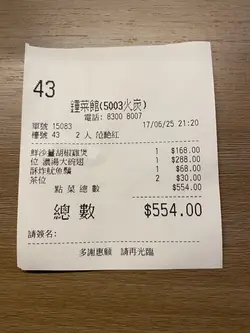 43
鍾菜館(5003火炭)
電話: 8300 8007
單號 15083 17/06/25 21:20
檯號 43 2 人 范艷紅
鮮沙薑胡椒雞煲 1 $168.00
位 濃湯大碗翅 1 $288.00
酥炸魷魚鬚 1 $68.00
茶位 2 $30.00
點菜總數 $554.00
總數 $554.00
請簽名:
多謝惠顧 請再光臨